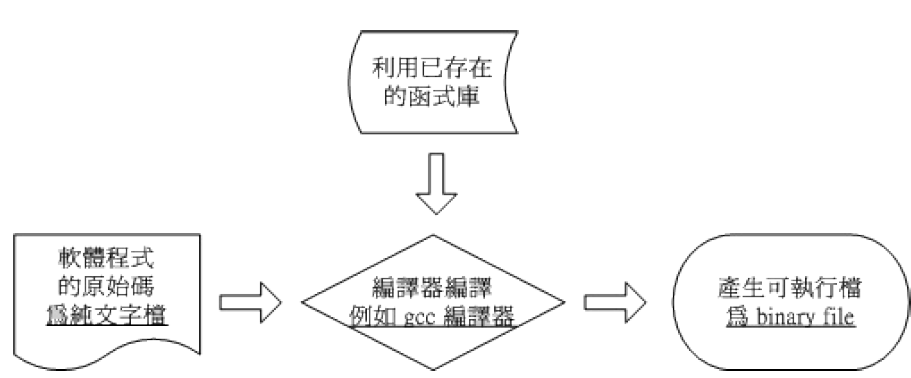 利用已存在
的函式庫
軟體程式
的原始碼
為純文字檔
編譯器編譯
例如 gcc 編譯器
產生可執行檔
為 binary file